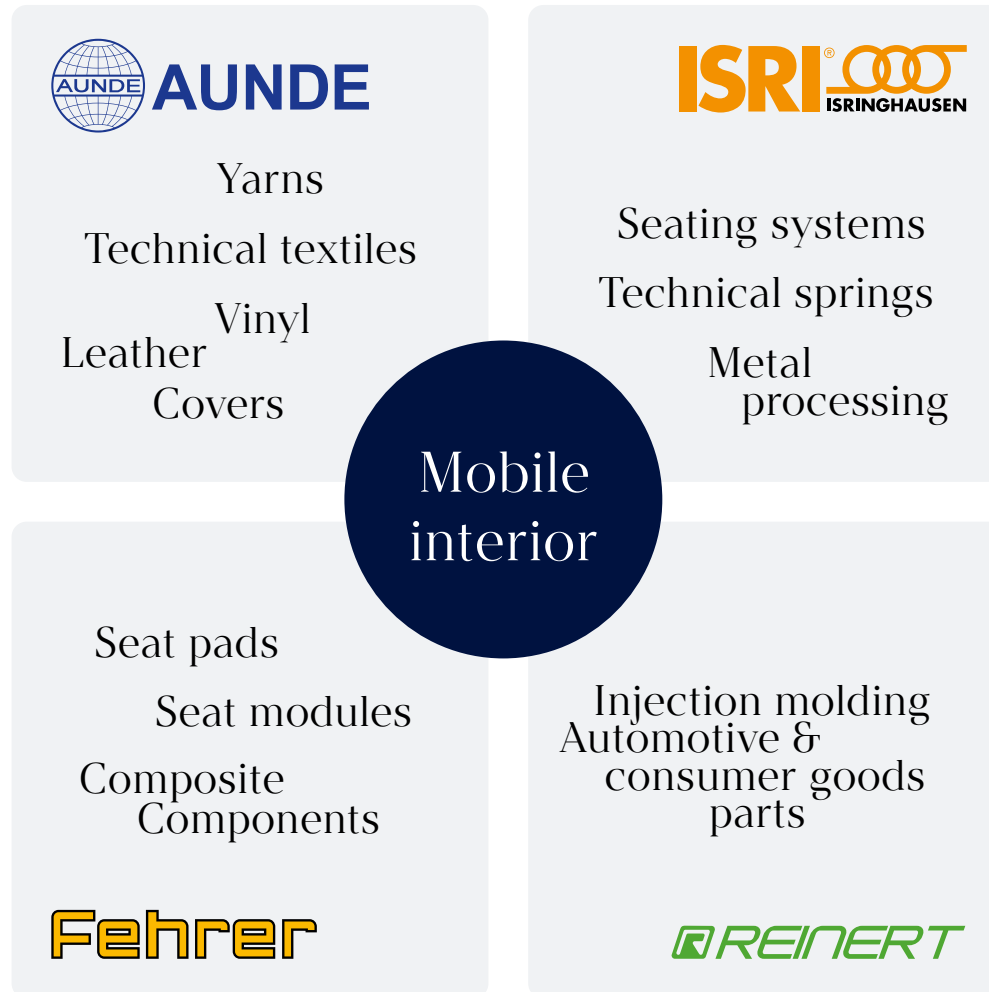 AUNDE AUNDE
Yarns
Technical textiles
Vinyl
Leather
Covers
ISRI®
ISRINGHAUSEN
Seating systems
Technical springs
Metal
processing
Mobile
interior
Seat pads
Seat modules
Composite
Components
Fehrer
Injection molding
Automotive &
consumer goods
parts
REINERT